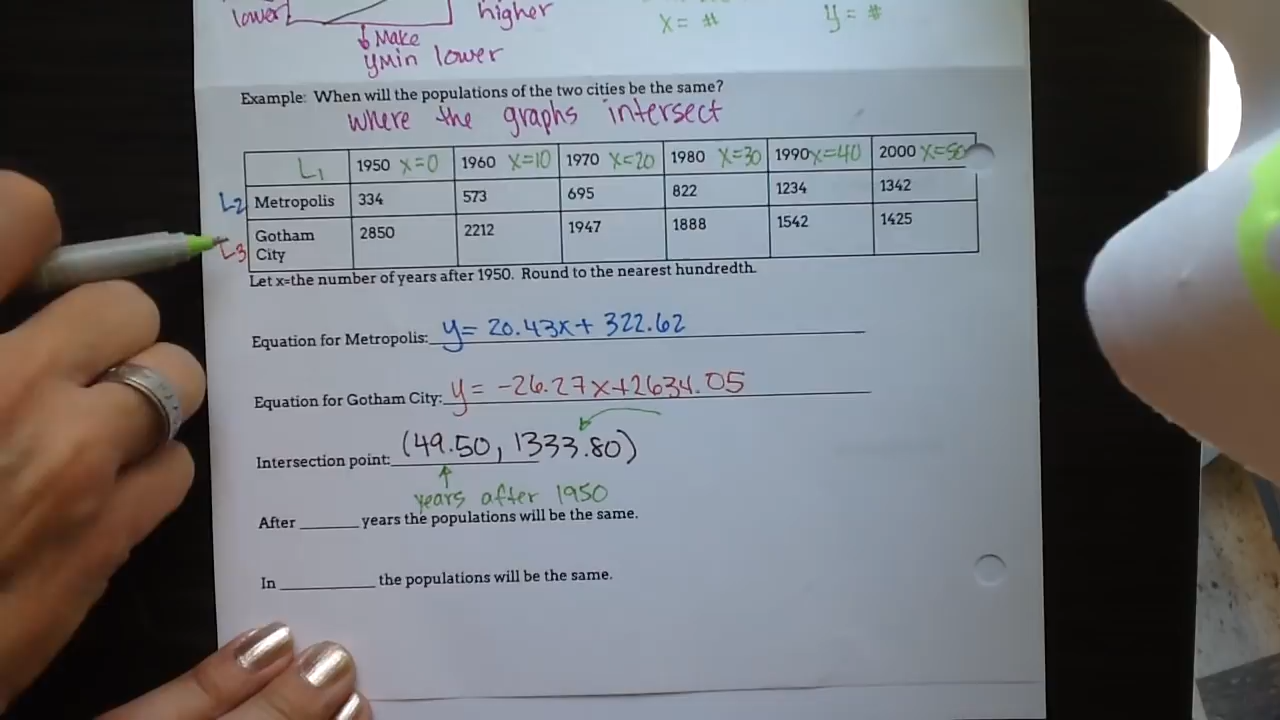 lower higher x= # y= #
↓ Make
yMin lower
Example: When will the populations of the two cities be the same?
where the graphs intersect
L1 1950 x=0 1960 x=10 1970 x=20 1980 x=30 1990 x=40 2000 x=50
L2 Metropolis 334 573 695 822 1234 1342
L3 Gotham City 2850 2212 1947 1888 1542 1425
Let x=the number of years after 1950. Round to the nearest hundredth.
Equation for Metropolis: y= 20.43x+ 322.62
Equation for Gotham City: y= -26.27x+2634.05
Intersection point: (49.50, 1333.80)
years after 1950
After ______ years the populations will be the same.
In __________ the populations will be the same.